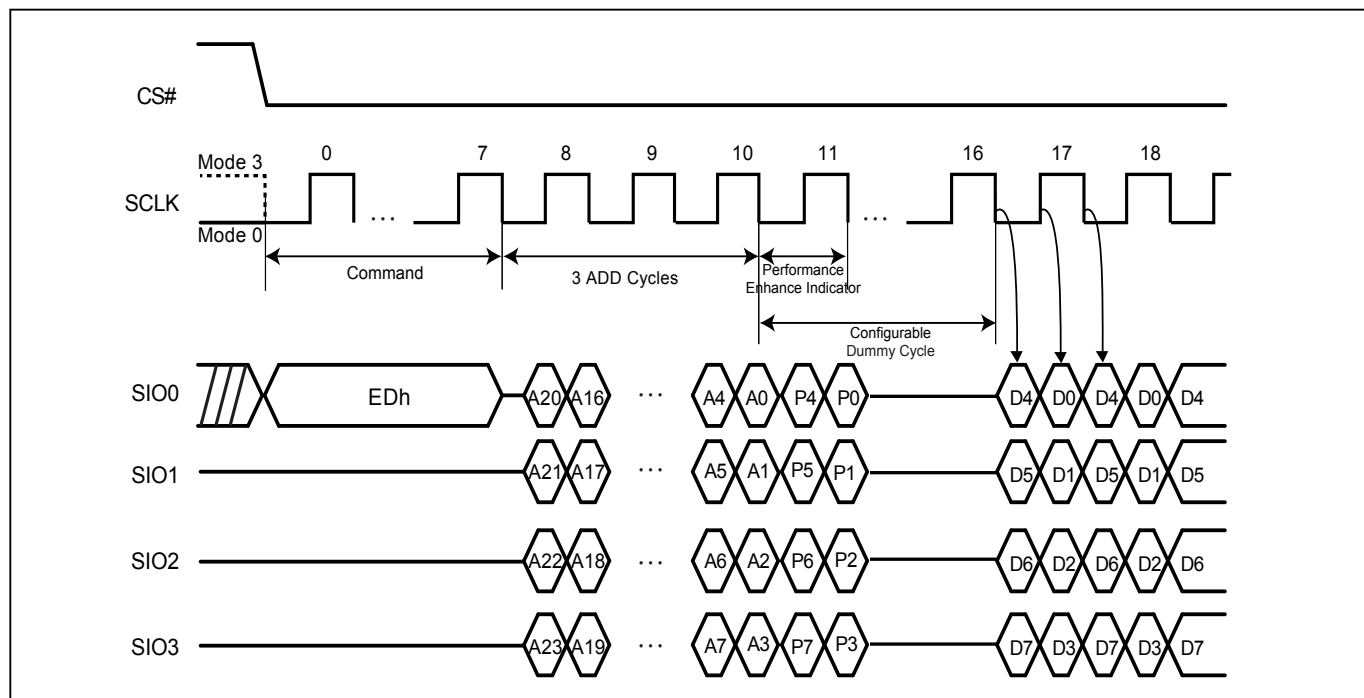 CS#
Mode 3
0 7 8 9 10 11 16 17 18
SCLK
... ...
Mode 0
Command
3 ADD Cycles
Performance
Enhance Indicator
Configurable
Dummy Cycle
SIO0 EDh A20 A16 ... A4 A0 P4 P0 D4 D0 D4 D0 D4
SIO1 A21 A17 ... A5 A1 P5 P1 D5 D1 D5 D1 D5
SIO2 A22 A18 ... A6 A2 P6 P2 D6 D2 D6 D2 D6
SIO3 A23 A19 ... A7 A3 P7 P3 D7 D3 D7 D3 D7